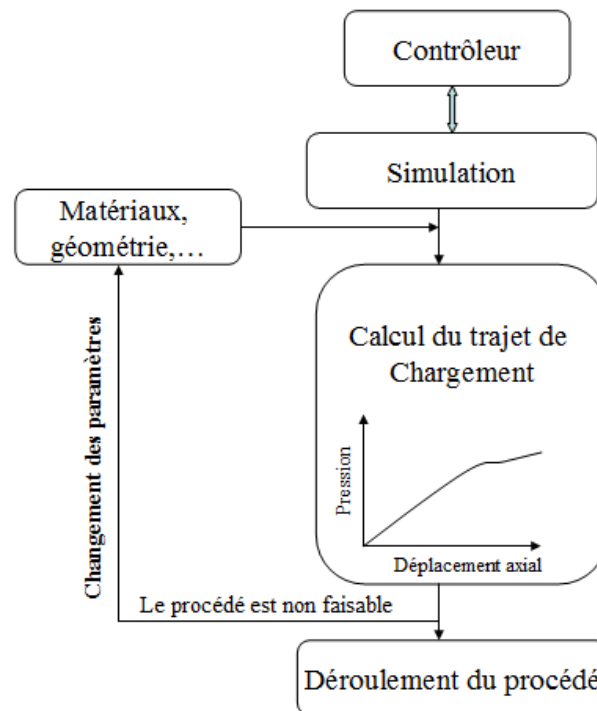 Contrôleur
Simulation
Matériaux,
géométrie,…
Calcul du trajet de
Chargement
Pression
Déplacement axial
Changement des paramètres
Le procédé est non faisable
Déroulement du procédé